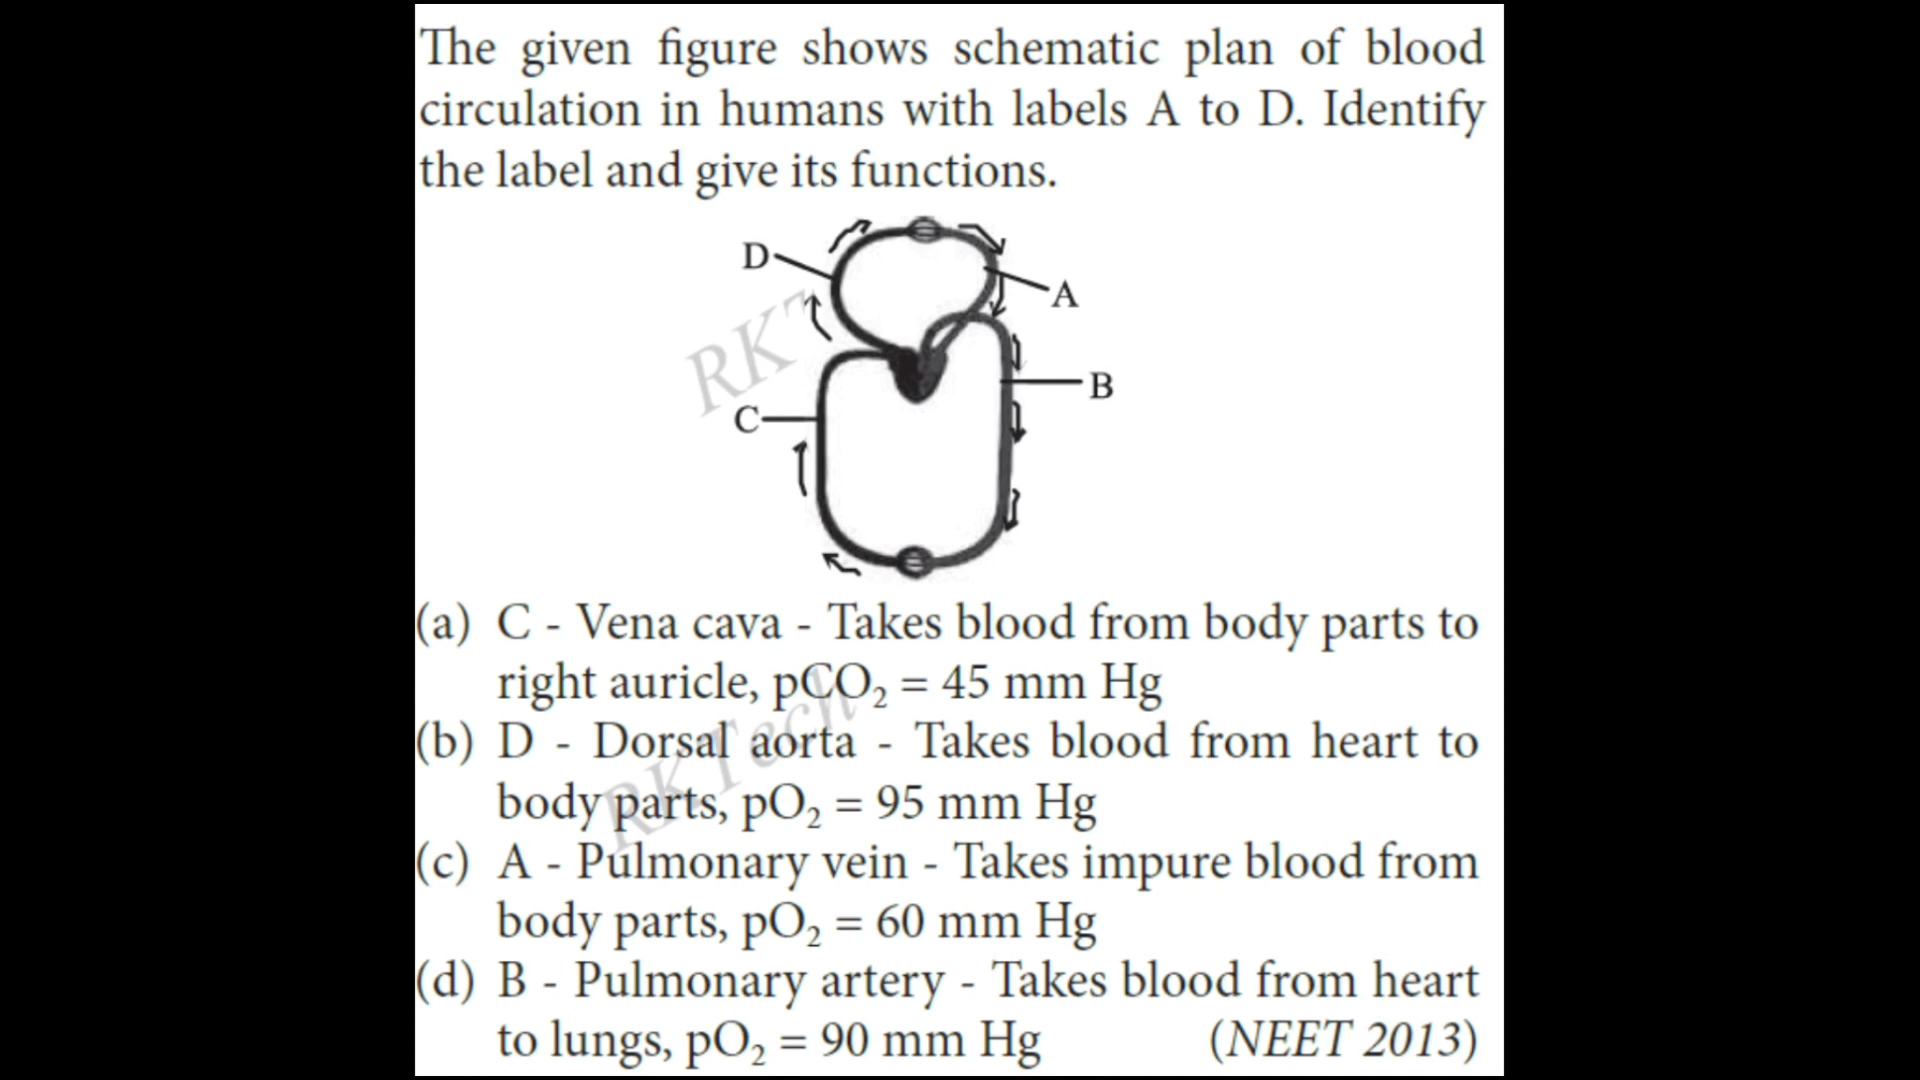 The given figure shows schematic plan of blood
circulation in humans with labels A to D. Identify
the label and give its functions.
D
A
RKT
B
C
(a) C - Vena cava - Takes blood from body parts to
right auricle, pCO₂ = 45 mm Hg
(b) D - Dorsal aorta - Takes blood from heart to
body parts, pO₂ = 95 mm Hg
RKTech
(c) A - Pulmonary vein - Takes impure blood from
body parts, pO₂ = 60 mm Hg
(d) B - Pulmonary artery - Takes blood from heart
to lungs, pO₂ = 90 mm Hg (NEET 2013)